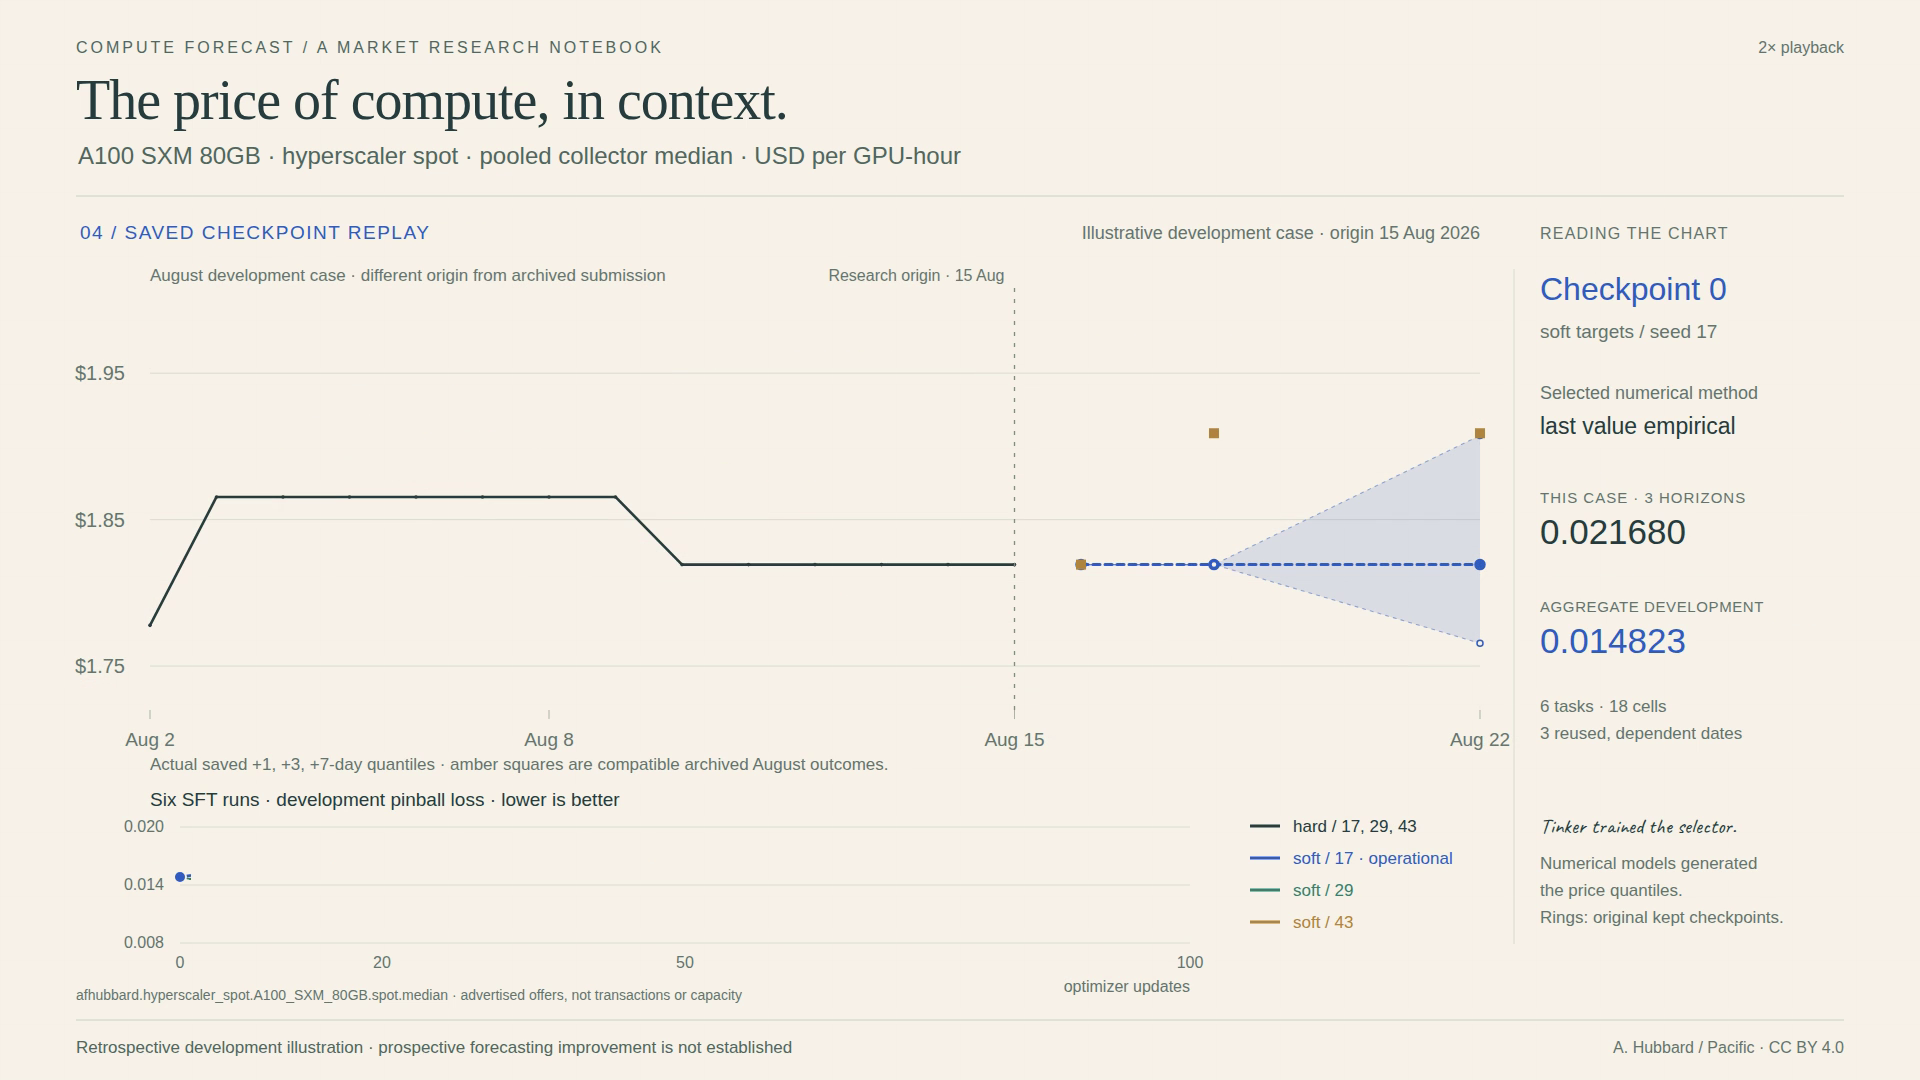 COMPUTE FORECAST / A MARKET RESEARCH NOTEBOOK
2× playback
The price of compute, in context.
A100 SXM 80GB · hyperscaler spot · pooled collector median · USD per GPU-hour
04 / SAVED CHECKPOINT REPLAY
Illustrative development case · origin 15 Aug 2026
August development case · different origin from archived submission
Research origin · 15 Aug
$1.95
$1.85
$1.75
Aug 2
Aug 8
Aug 15
Aug 22
Actual saved +1, +3, +7-day quantiles · amber squares are compatible archived August outcomes.
Six SFT runs · development pinball loss · lower is better
0.020
0.014
0.008
0
20
50
100
optimizer updates
hard / 17, 29, 43
soft / 17 · operational
soft / 29
soft / 43
READING THE CHART
Checkpoint 0
soft targets / seed 17
Selected numerical method
last value empirical
THIS CASE · 3 HORIZONS
0.021680
AGGREGATE DEVELOPMENT
0.014823
6 tasks · 18 cells
3 reused, dependent dates
Tinker trained the selector.
Numerical models generated
the price quantiles.
Rings: original kept checkpoints.
afhubbard.hyperscaler_spot.A100_SXM_80GB.spot.median · advertised offers, not transactions or capacity
Retrospective development illustration · prospective forecasting improvement is not established
A. Hubbard / Pacific · CC BY 4.0